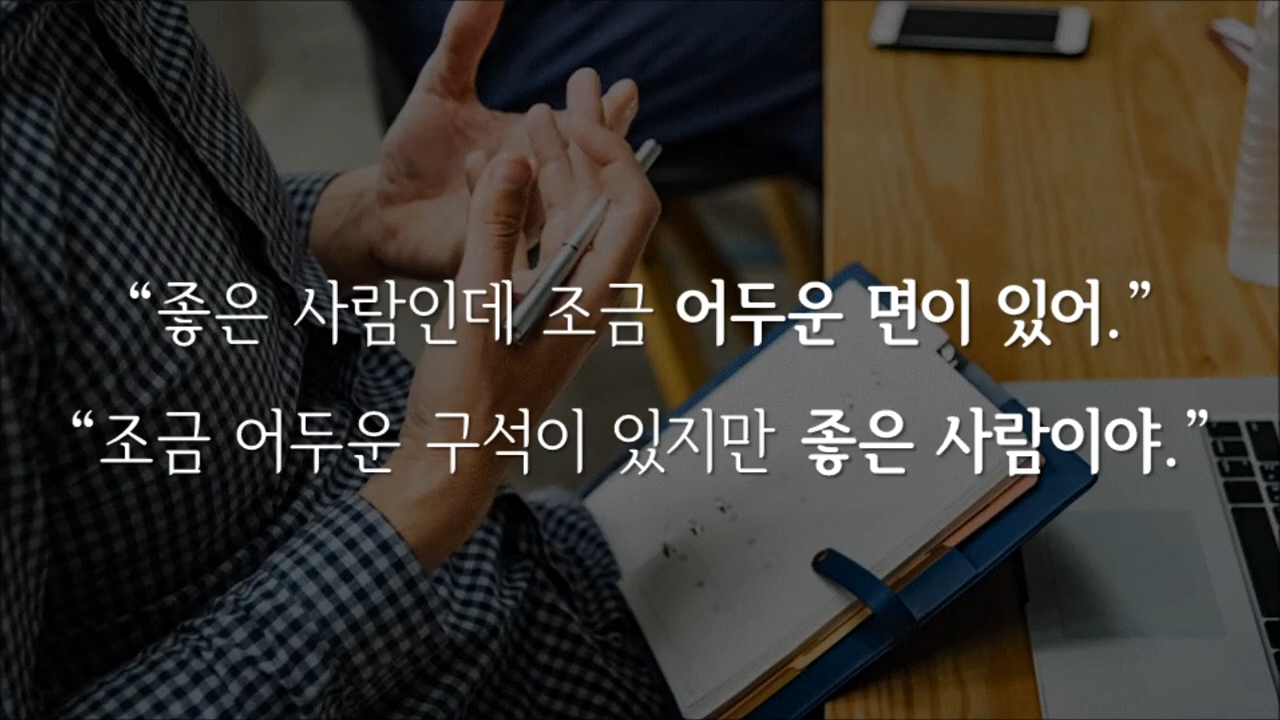 “좋은 사람인데 조금 어두운 면이 있어.”
“조금 어두운 구석이 있지만 좋은 사람이야.”